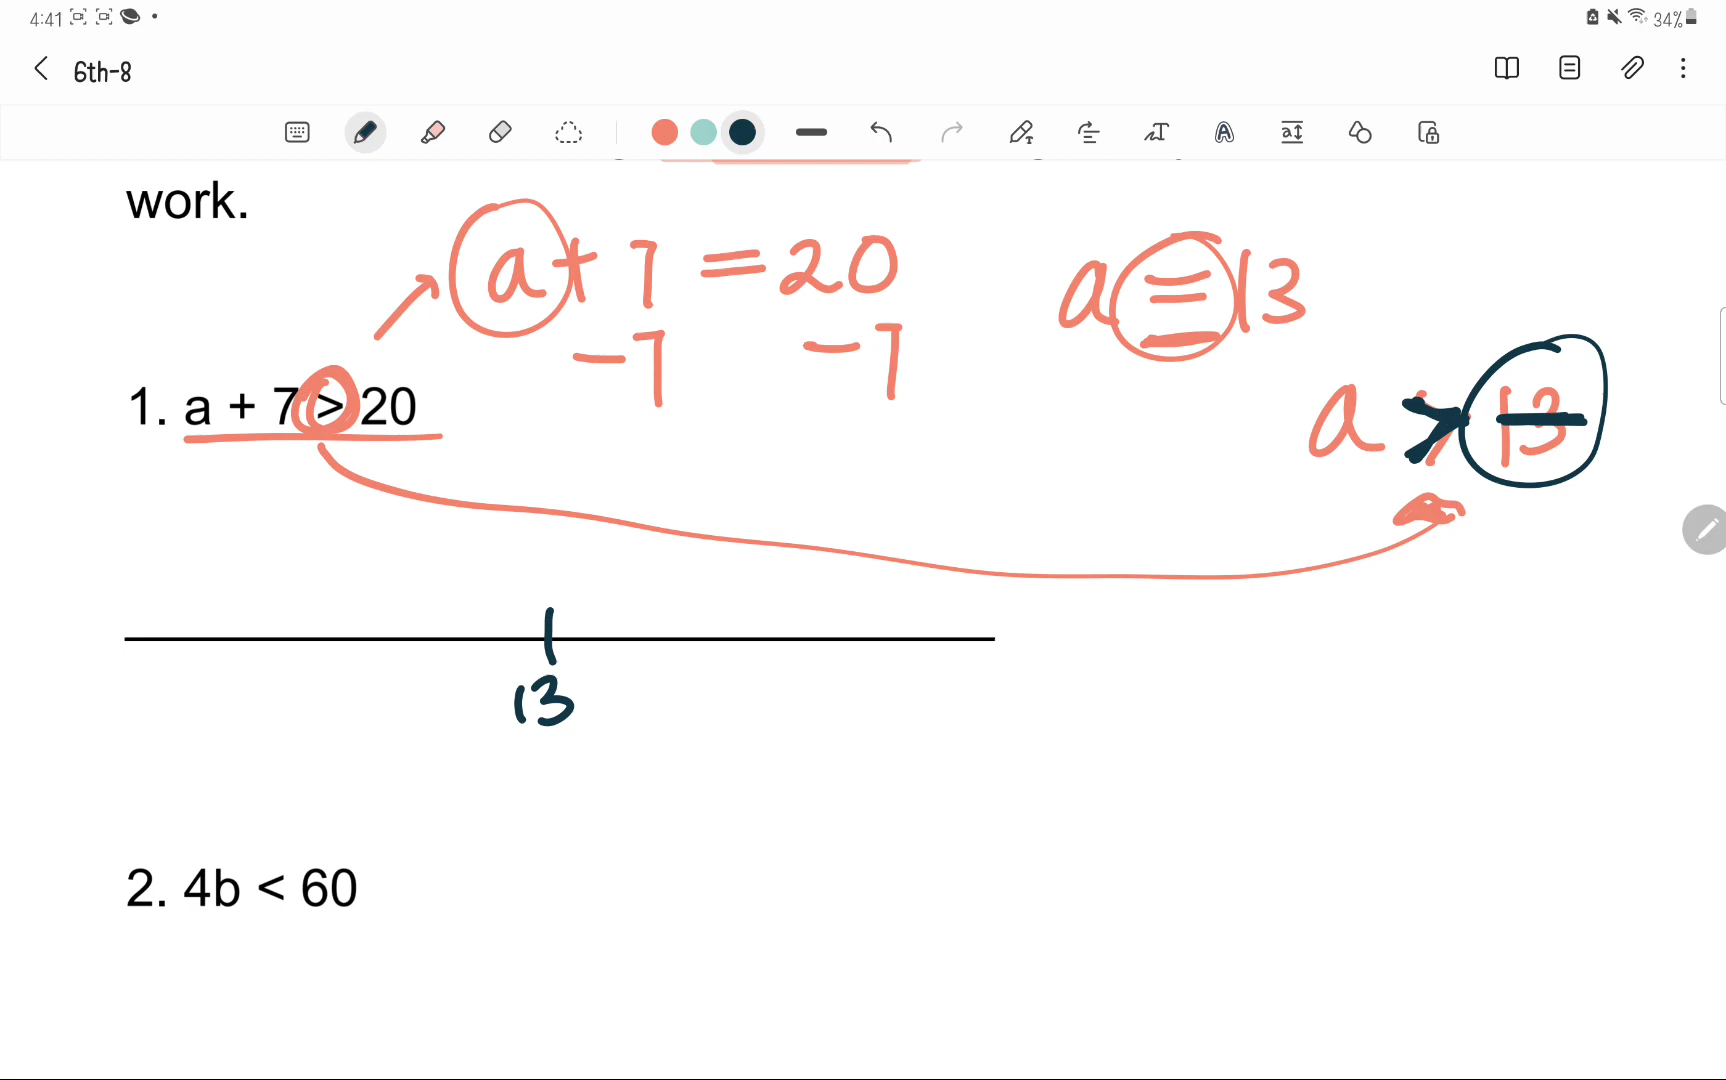 4:41
34%
6th-8
work.
a + 7 = 20
a = 13
-7 -7
1. a + 7 > 20
a > 13
13
2. 4b < 60